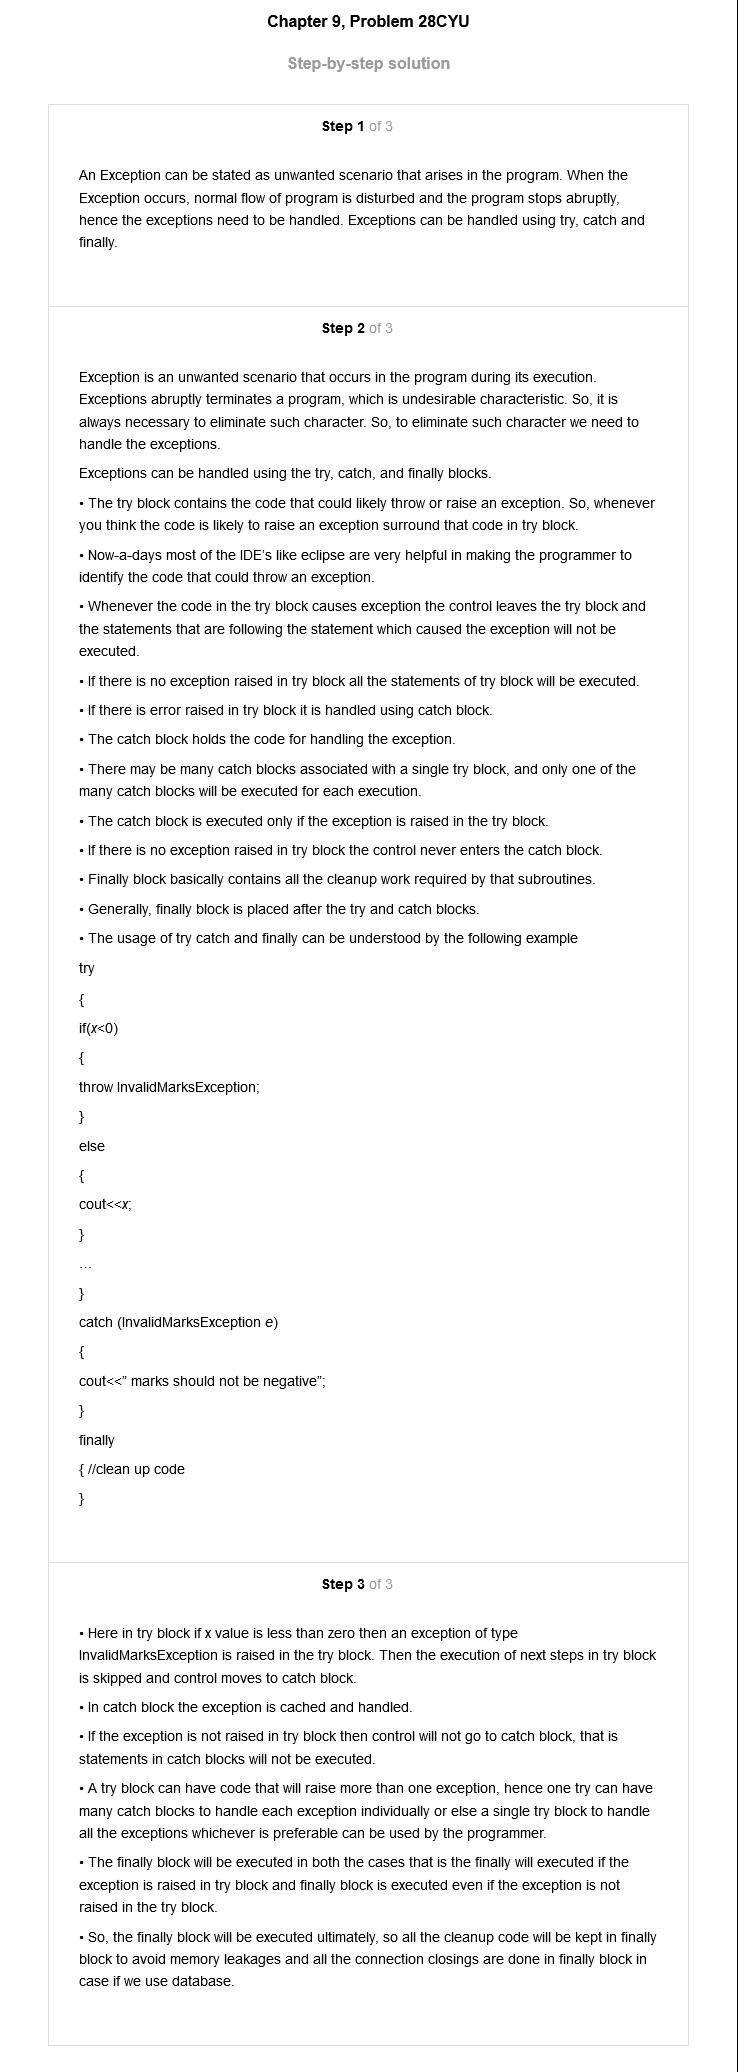 Chapter 9, Problem 28CYU
Step-by-step solution
Step 1 of 3
An Exception can be stated as unwanted scenario that arises in the program. When the
Exception occurs, normal flow of program is disturbed and the program stops abruptly,
hence the exceptions need to be handled. Exceptions can be handled using try, catch and
finally.
Step 2 of 3
Exception is an unwanted scenario that occurs in the program during its execution.
Exceptions abruptly terminates a program, which is undesirable characteristic. So, it is
always necessary to eliminate such character. So, to eliminate such character we need to
handle the exceptions.
Exceptions can be handled using the try, catch, and finally blocks.
• The try block contains the code that could likely throw or raise an exception. So, whenever
you think the code is likely to raise an exception surround that code in try block.
• Now-a-days most of the IDE's like eclipse are very helpful in making the programmer to
identify the code that could throw an exception.
• Whenever the code in the try block causes exception the control leaves the try block and
the statements that are following the statement which caused the exception will not be
executed.
• If there is no exception raised in try block all the statements of try block will be executed.
• If there is error raised in try block it is handled using catch block.
• The catch block holds the code for handling the exception.
• There may be many catch blocks associated with a single try block, and only one of the
many catch blocks will be executed for each execution.
• The catch block is executed only if the exception is raised in the try block.
• If there is no exception raised in try block the control never enters the catch block.
• Finally block basically contains all the cleanup work required by that subroutines.
• Generally, finally block is placed after the try and catch blocks.
• The usage of try catch and finally can be understood by the following example
try
{
if(x<0)
{
throw InvalidMarksException;
}
else
{
cout<<x;
}
…
}
catch (InvalidMarksException e)
{
cout<<” marks should not be negative”;
}
finally
{ //clean up code
}
Step 3 of 3
• Here in try block if x value is less than zero then an exception of type
InvalidMarksException is raised in the try block. Then the execution of next steps in try block
is skipped and control moves to catch block.
• In catch block the exception is cached and handled.
• If the exception is not raised in try block then control will not go to catch block, that is
statements in catch blocks will not be executed.
• A try block can have code that will raise more than one exception, hence one try can have
many catch blocks to handle each exception individually or else a single try block to handle
all the exceptions whichever is preferable can be used by the programmer.
• The finally block will be executed in both the cases that is the finally will executed if the
exception is raised in try block and finally block is executed even if the exception is not
raised in the try block.
• So, the finally block will be executed ultimately, so all the cleanup code will be kept in finally
block to avoid memory leakages and all the connection closings are done in finally block in
case if we use database.